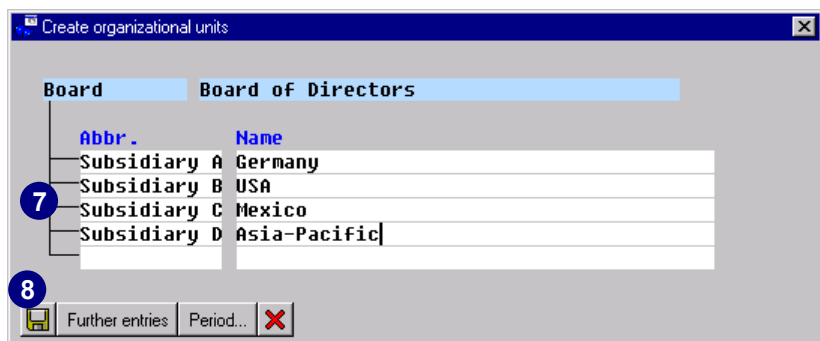 Create organizational units
Board Board of Directors
Abbr. Name
Subsidiary A Germany
Subsidiary B USA
7
Subsidiary C Mexico
Subsidiary D Asia-Pacific
8
Further entries Period...